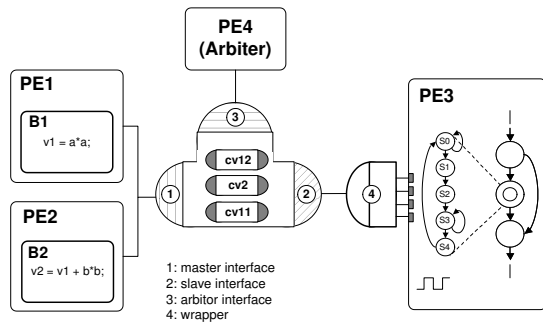 PE4
(Arbiter)
PE1
B1
v1 = a*a;
PE2
B2
v2 = v1 + b*b;
3
cv12
cv2
cv11
1
2
4
PE3
S0
S1
S2
S3
S4
1: master interface
2: slave interface
3: arbitor interface
4: wrapper